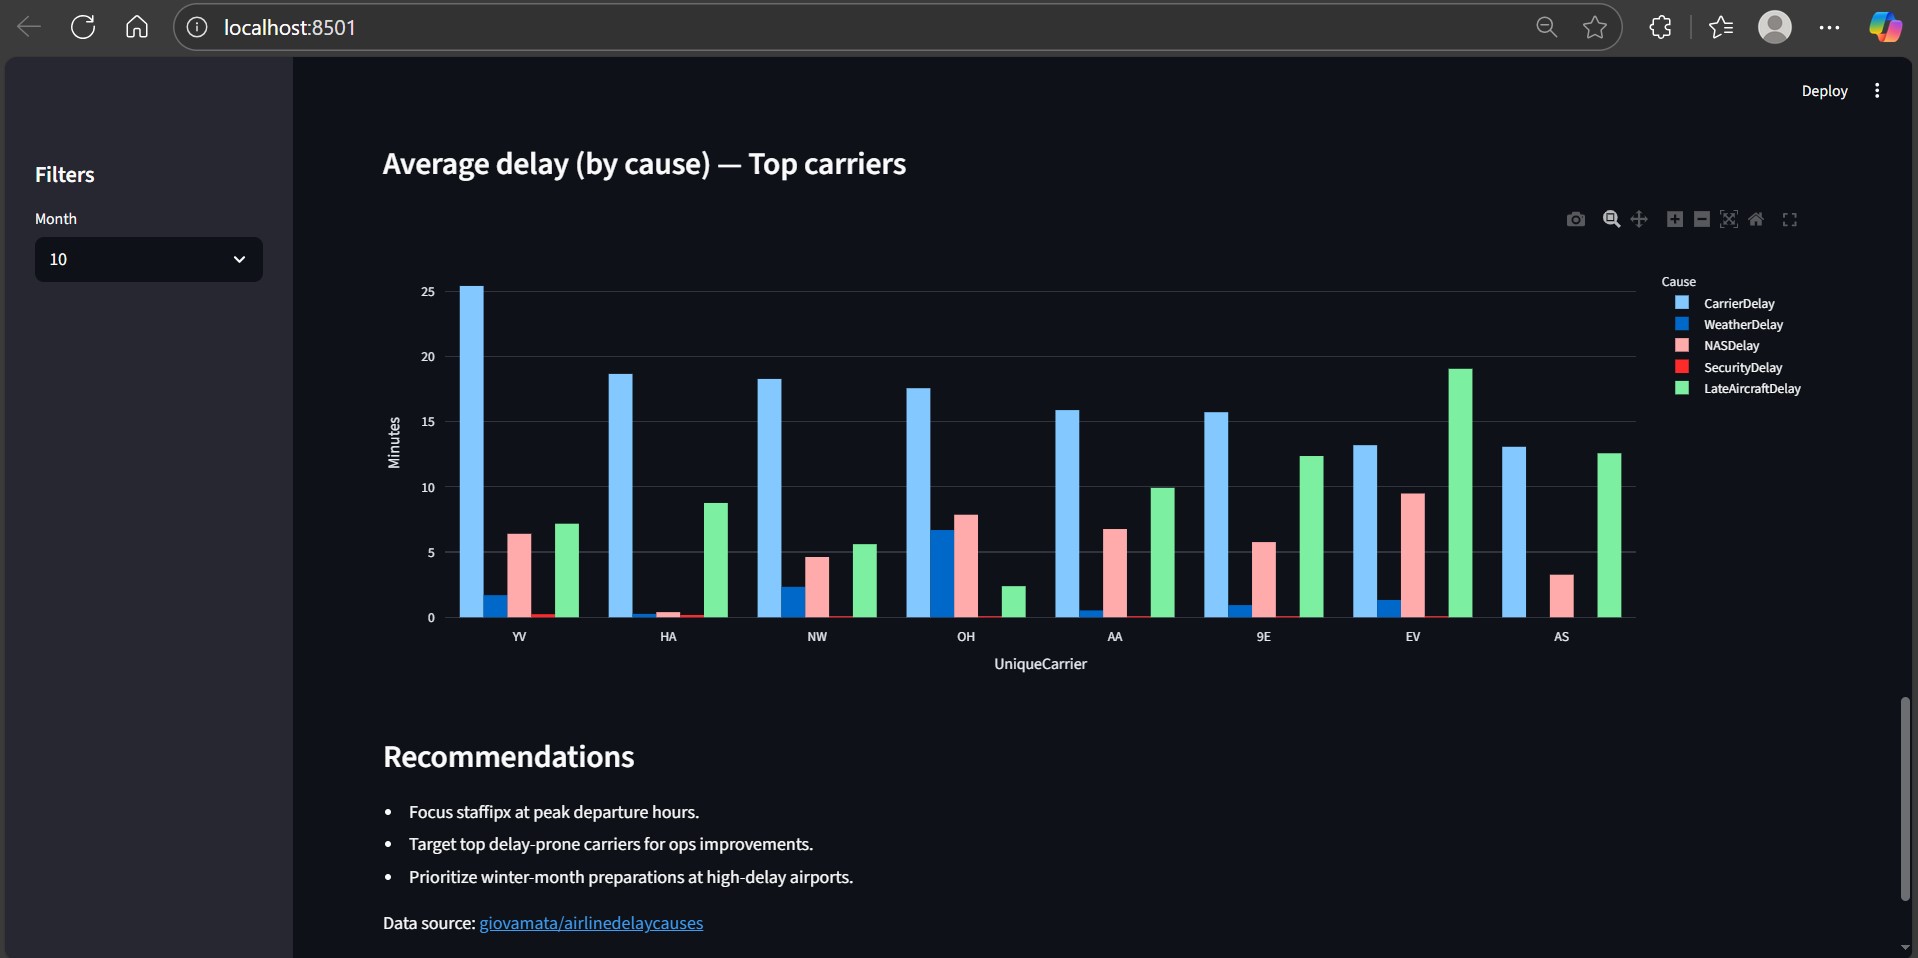 localhost:8501
Deploy
Filters
Month
10
Average delay (by cause) — Top carriers
Cause
CarrierDelay
WeatherDelay
NASDelay
SecurityDelay
LateAircraftDelay
Minutes
25
20
15
10
5
0
YV HA NW OH AA 9E EV AS
UniqueCarrier
Recommendations
• Focus staffipx at peak departure hours.
• Target top delay-prone carriers for ops improvements.
• Prioritize winter-month preparations at high-delay airports.
Data source: giovamata/airlinedelaycauses